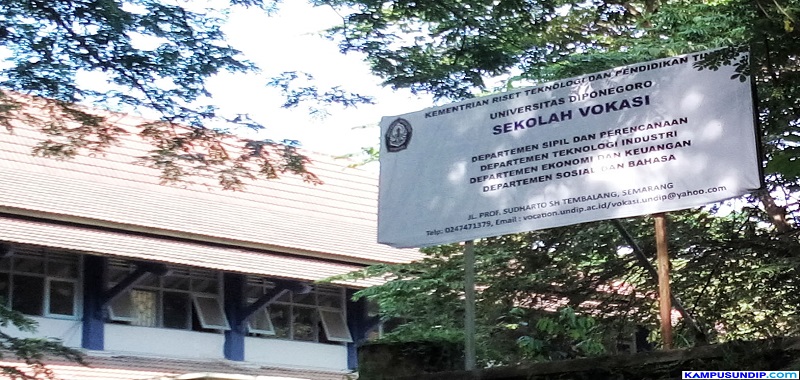 KEMENTRIAN RISET TEKNOLOGI DAN PENDIDIKAN
UNIVERSITAS DIPONEGORO
SEKOLAH VOKASI
DEPARTEMEN SIPIL DAN PERENCANAAN
DEPARTEMEN TEKNOLOGI INDUSTRI
DEPARTEMEN EKONOMI DAN KEUANGAN
DEPARTEMEN SOSIAL DAN BAHASA
JL. PROF. SUDHARTO SH TEMBALANG, SEMARANG
Telp: 0247471379, Email : vocation.undip.ac.id/vokasi.undip@yahoo.com
KAMPUSUNDIP.com